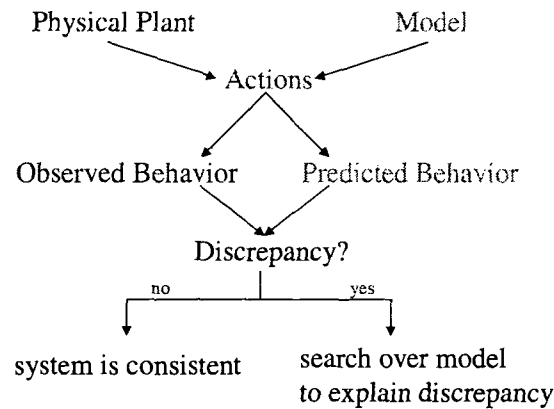 Physical Plant
Model
Actions
Observed Behavior
Predicted Behavior
Discrepancy?
no
yes
system is consistent
search over model
to explain discrepancy